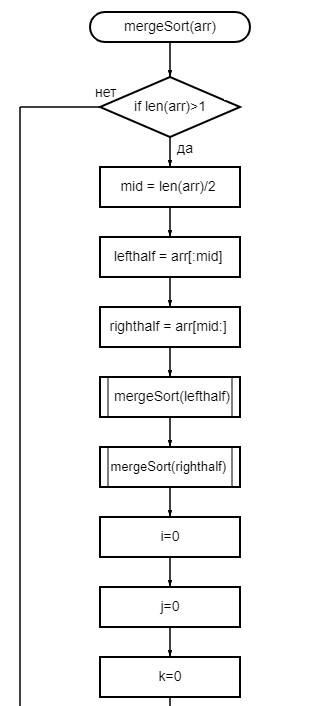 mergeSort(arr)
нет
if len(arr)>1
да
mid = len(arr)/2
lefthalf = arr[:mid]
righthalf = arr[mid:]
mergeSort(lefthalf)
mergeSort(righthalf)
i=0
j=0
k=0